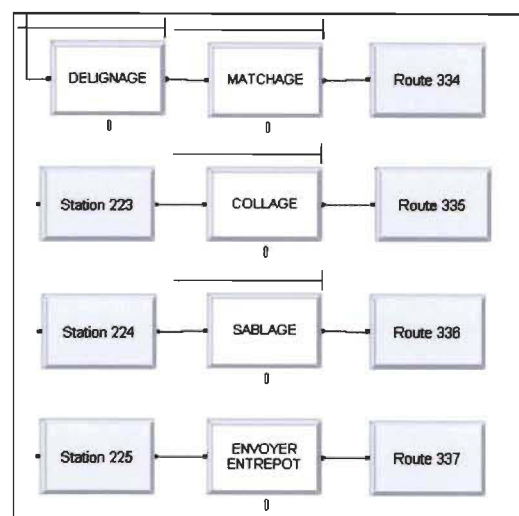 DELIGNAGE
MATCHAGE
Route 334
0
0
Station 223
COLLAGE
Route 335
0
Station 224
SABLAGE
Route 336
0
Station 225
ENVOYER
ENTREPOT
Route 337
0